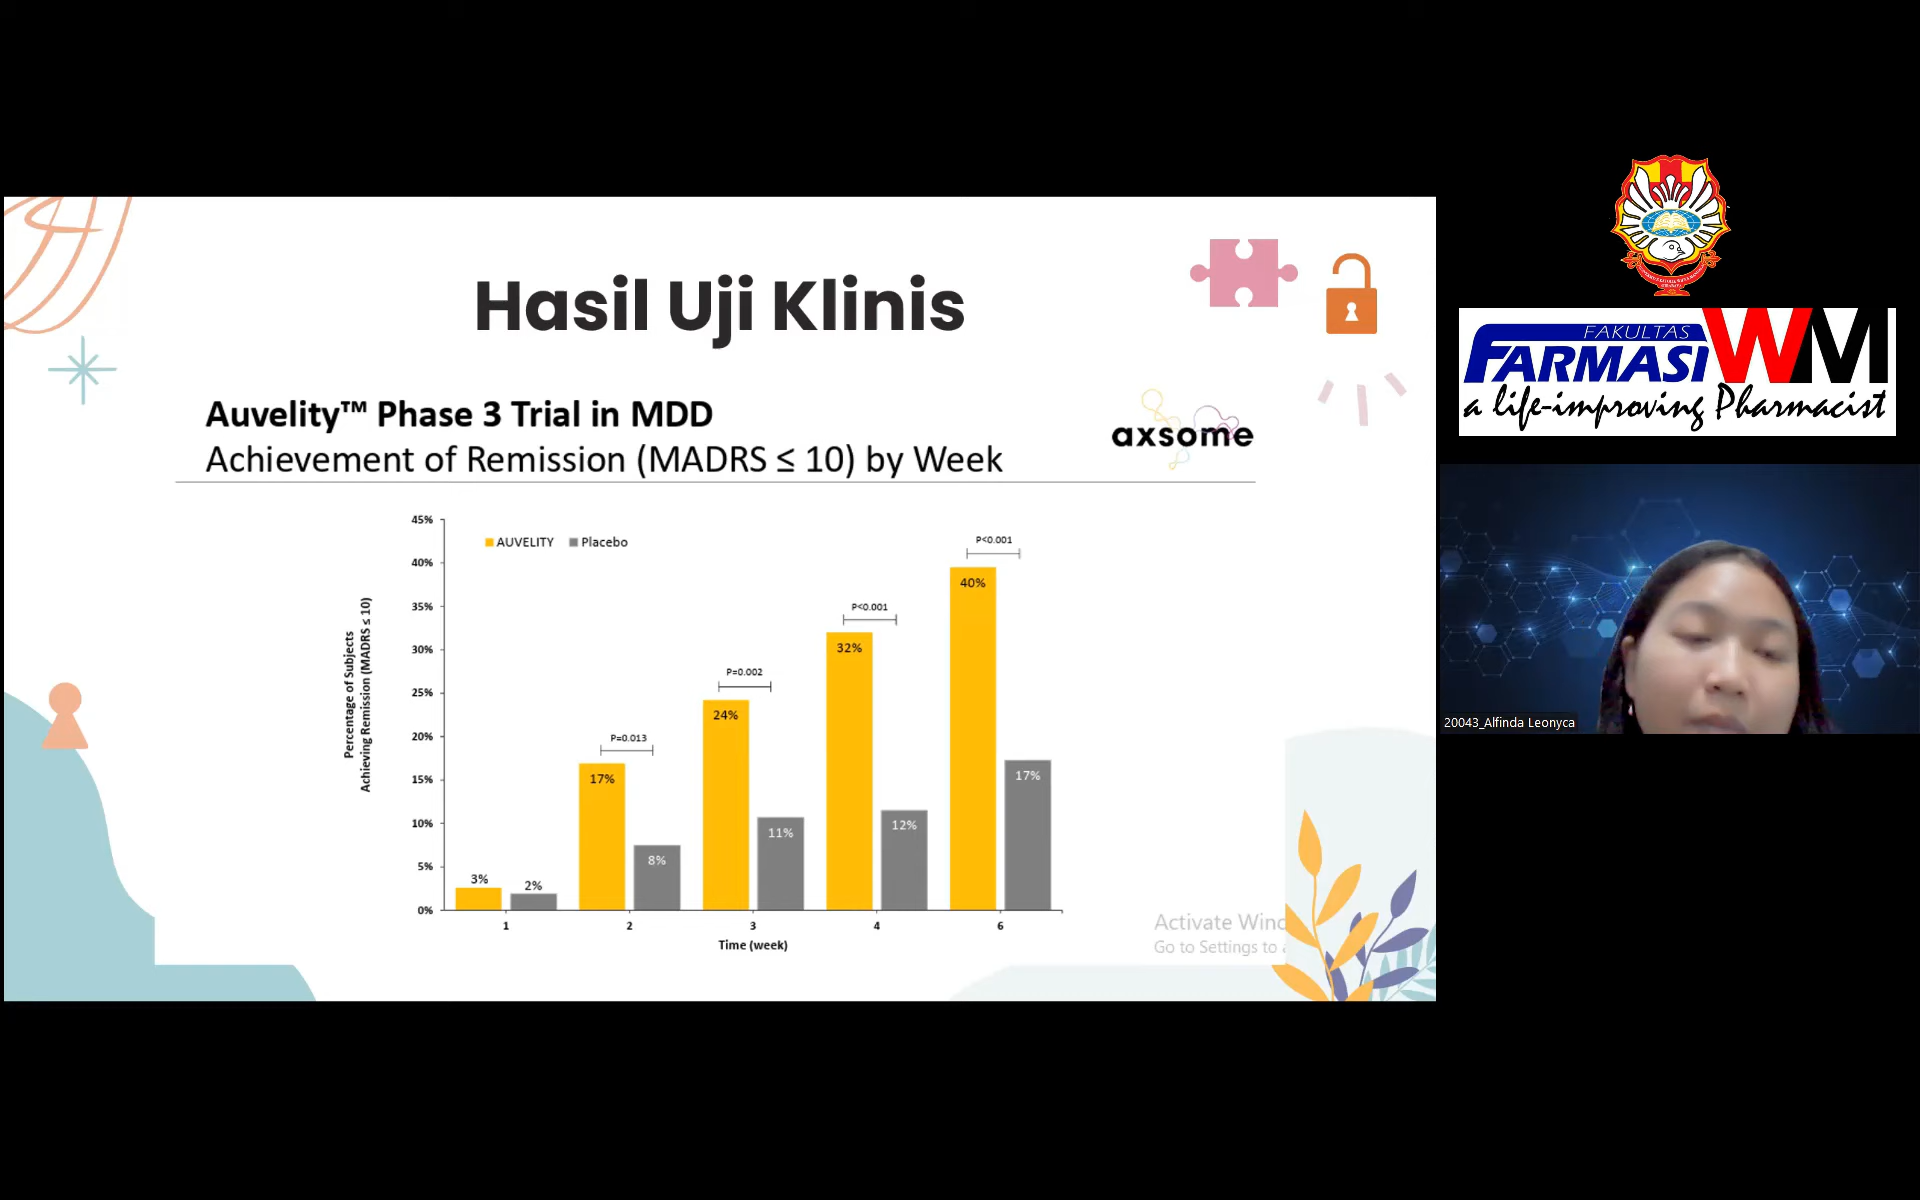 Hasil Uji Klinis
Auvelity™ Phase 3 Trial in MDD
Achievement of Remission (MADRS ≤ 10) by Week
axsome
AUVELITY
Placebo
Percentage of Subjects
Achieving Remission (MADRS ≤ 10)
45%
40%
35%
30%
25%
20%
15%
10%
5%
0%
3%
2%
P=0.013
17%
8%
P=0.002
24%
11%
P<0.001
32%
12%
P<0.001
40%
17%
1
2
3
4
6
Time (week)
Activate Winc
Go to Settings to
FAKULTAS
FARMASI WM
a life-improving Pharmacist
20043_Alfinda Leonyca